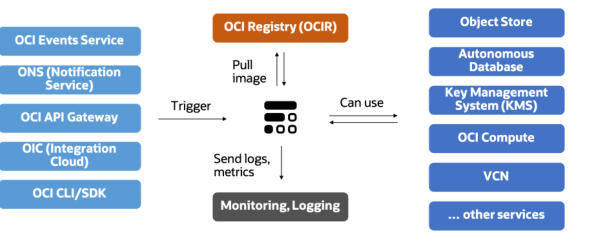 OCI Events Service
ONS (Notification
Service)
OCI API Gateway
OIC (Integration
Cloud)
OCI CLI/SDK
Trigger
OCI Registry (OCIR)
Pull
image
Send logs,
metrics
Monitoring, Logging
Can use
Object Store
Autonomous
Database
Key Management
System (KMS)
OCI Compute
VCN
... other services